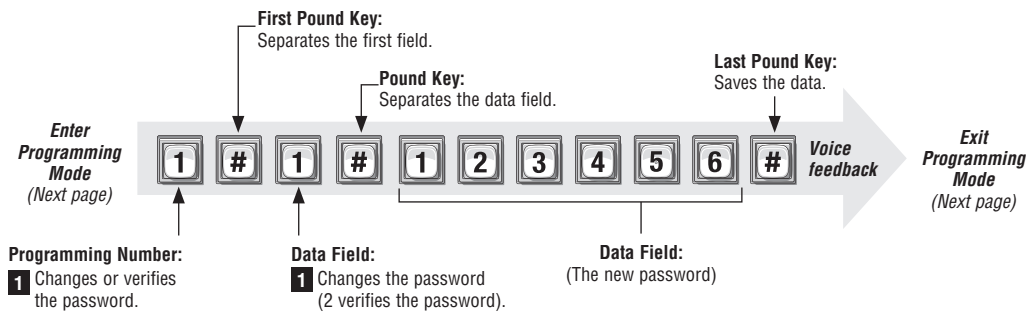 First Pound Key:
Separates the first field.
Pound Key:
Separates the data field.
Last Pound Key:
Saves the data.
Enter
Programming
Mode
(Next page)
1 # 1 # 1 2 3 4 5 6 #
Voice
feedback
Exit
Programming
Mode
(Next page)
Programming Number:
1 Changes or verifies
the password.
Data Field:
1 Changes the password
(2 verifies the password).
Data Field:
(The new password)